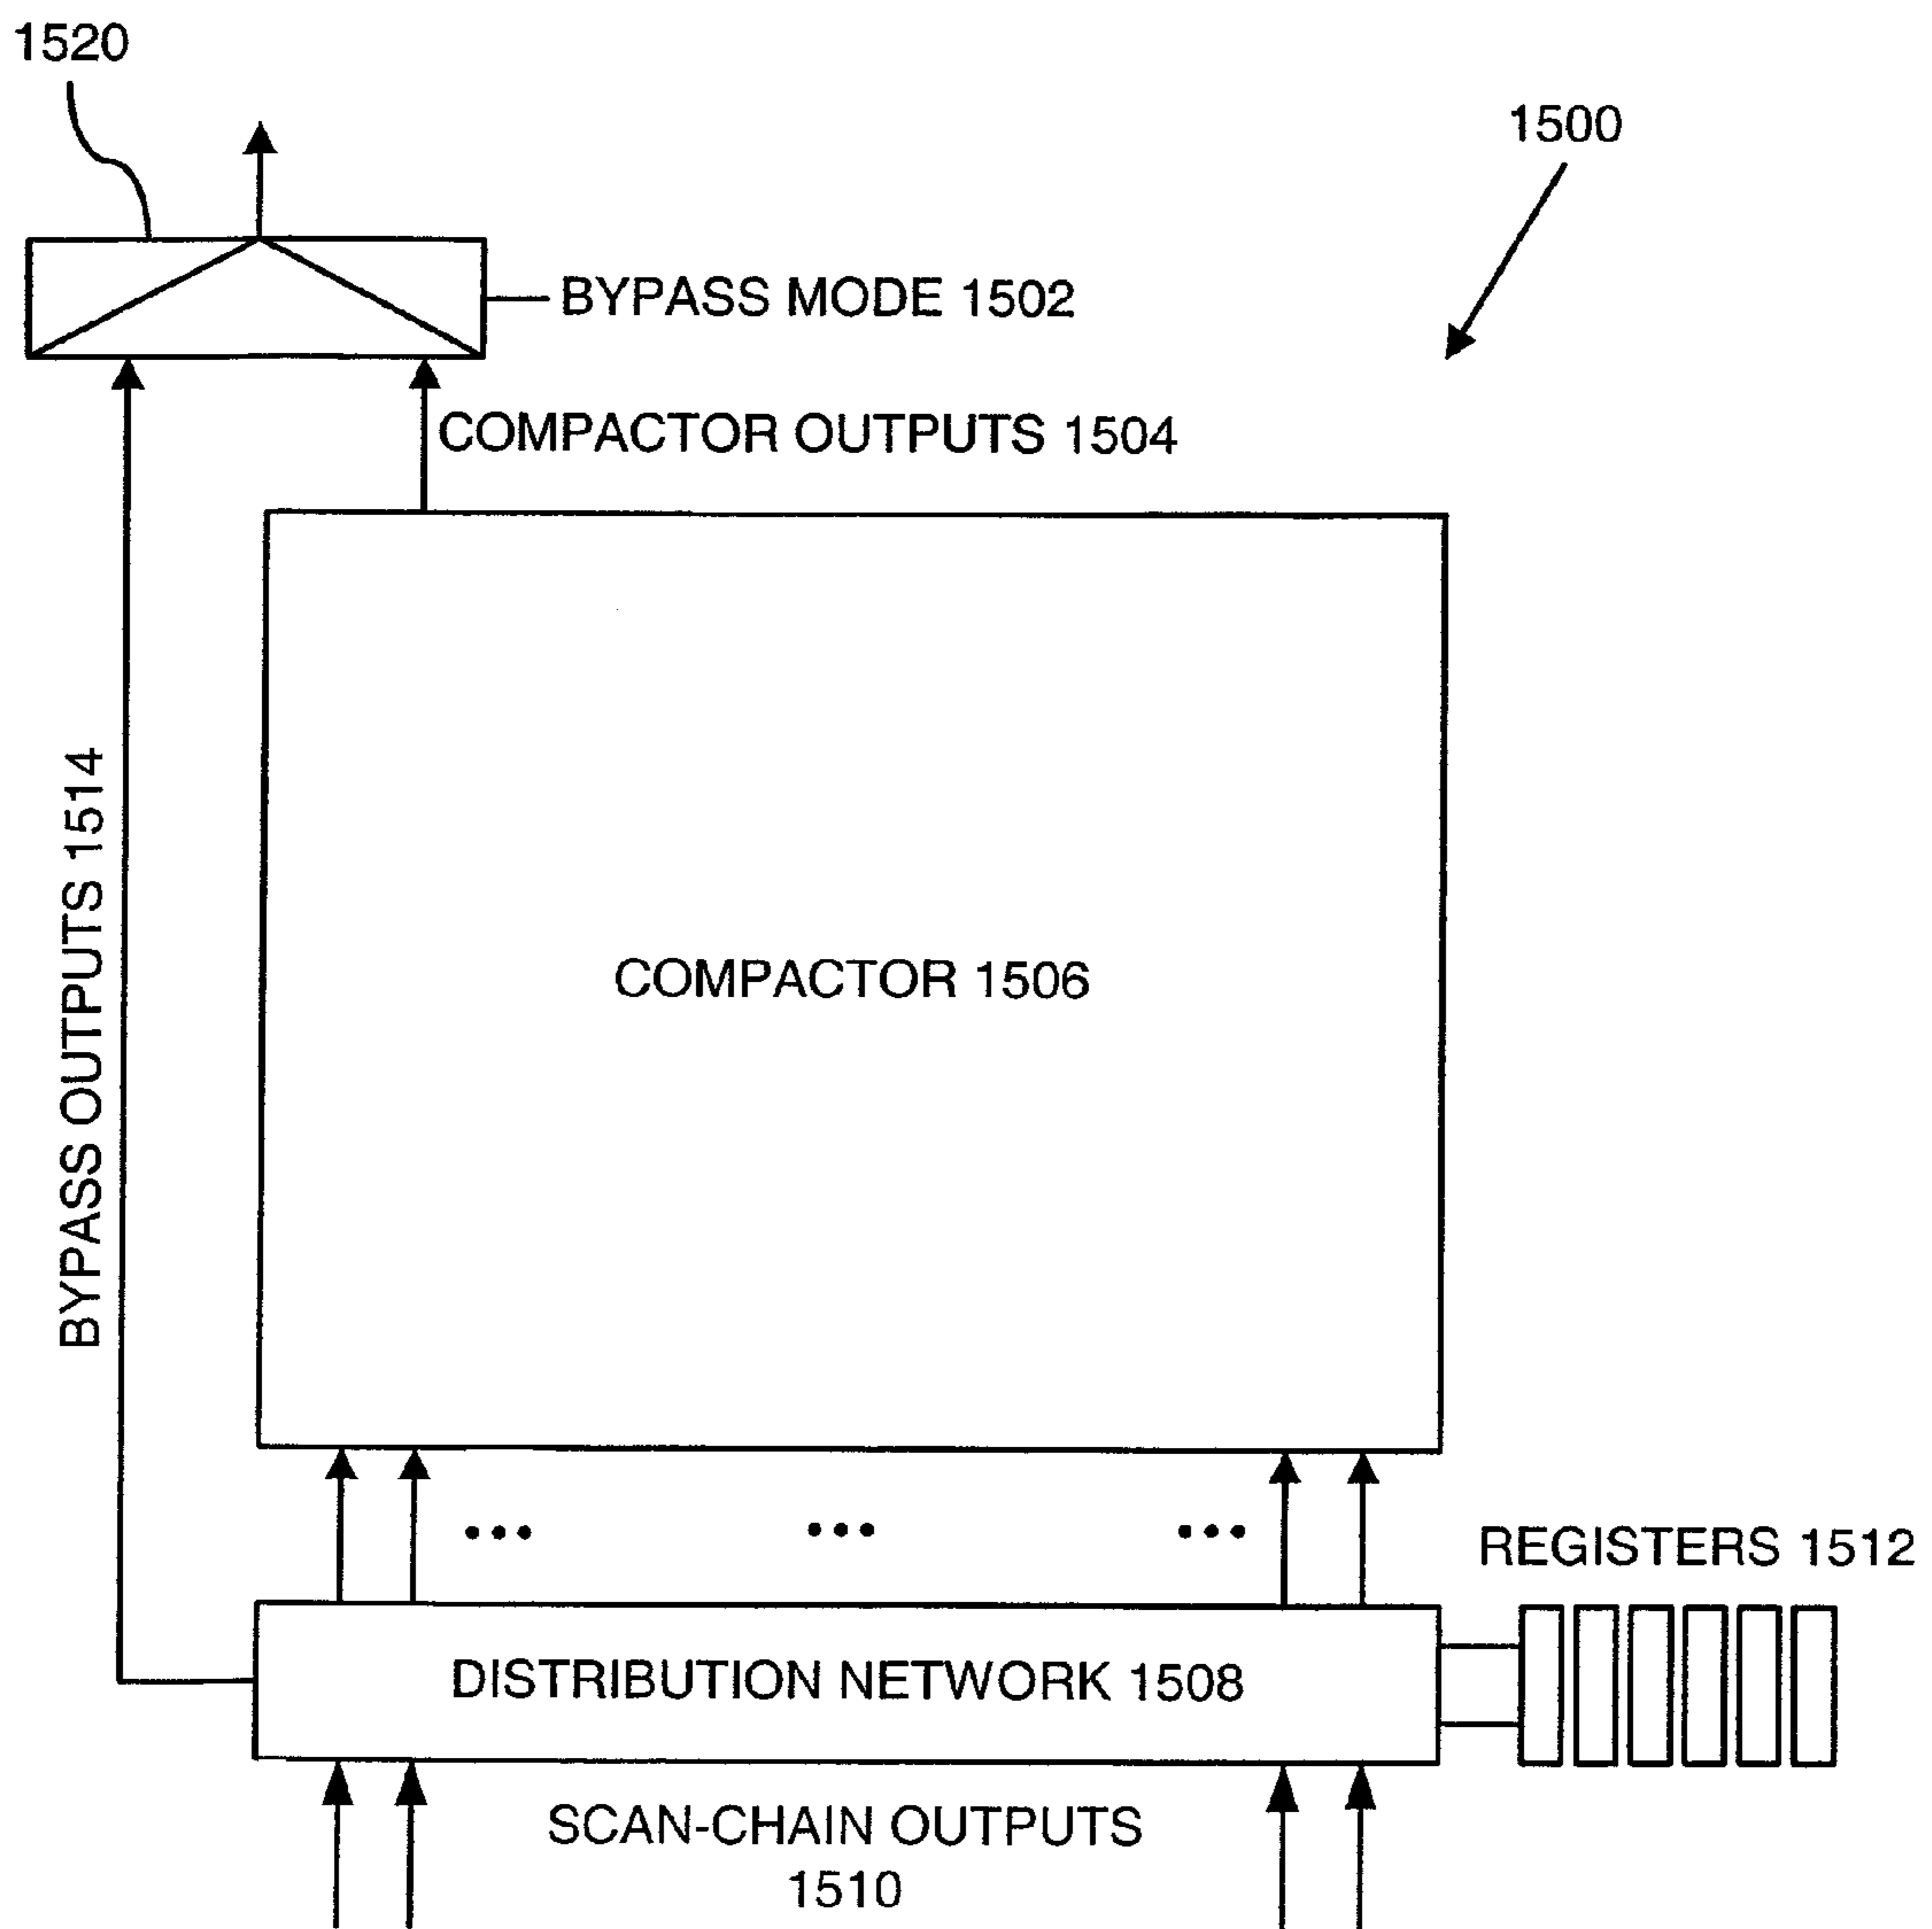 1520
1500
BYPASS MODE 1502
COMPACTOR OUTPUTS 1504
BYPASS OUTPUTS 1514
COMPACTOR 1506
REGISTERS 1512
DISTRIBUTION NETWORK 1508
SCAN-CHAIN OUTPUTS
1510